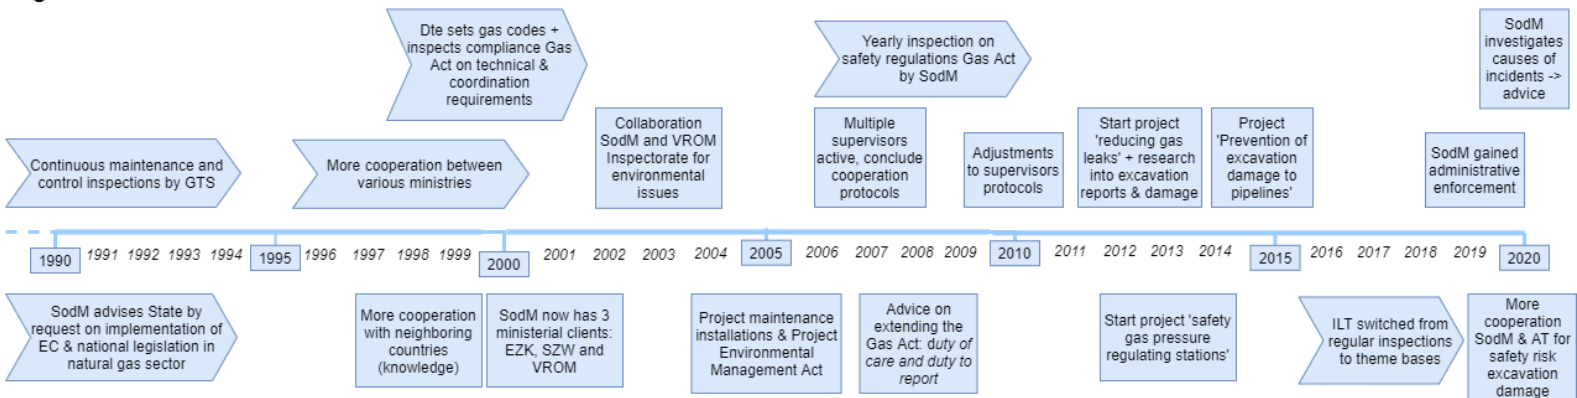 Dte sets gas codes +
inspects compliance Gas
Act on technical &
coordination
requirements
Yearly inspection on
safety regulations Gas Act
by SodM
SodM
investigates
causes of
incidents ->
advice
Continuous maintenance and
control inspections by GTS
More cooperation between
various ministries
Collaboration
SodM and VROM
Inspectorate for
environmental
issues
Multiple
supervisors
active, conclude
cooperation
protocols
Adjustments
to supervisors
protocols
Start project
'reducing gas
leaks' + research
into excavation
reports & damage
Project
'Prevention of
excavation
damage to
pipelines'
SodM gained
administrative
enforcement
1990 1991 1992 1993 1994 1995 1996 1997 1998 1999 2000 2001 2002 2003 2004 2005 2006 2007 2008 2009 2010 2011 2012 2013 2014 2015 2016 2017 2018 2019 2020
SodM advises State by
request on implementation of
EC & national legislation in
natural gas sector
More cooperation
with neighboring
countries
(knowledge)
SodM now has 3
ministerial clients:
EZK, SZW and
VROM
Project maintenance
installations & Project
Environmental
Management Act
Advice on
extending the
Gas Act: duty of
care and duty to
report
Start project 'safety
gas pressure
regulating stations'
ILT switched from
regular inspections
to theme bases
More
cooperation
SodM & AT for
safety risk
excavation
damage